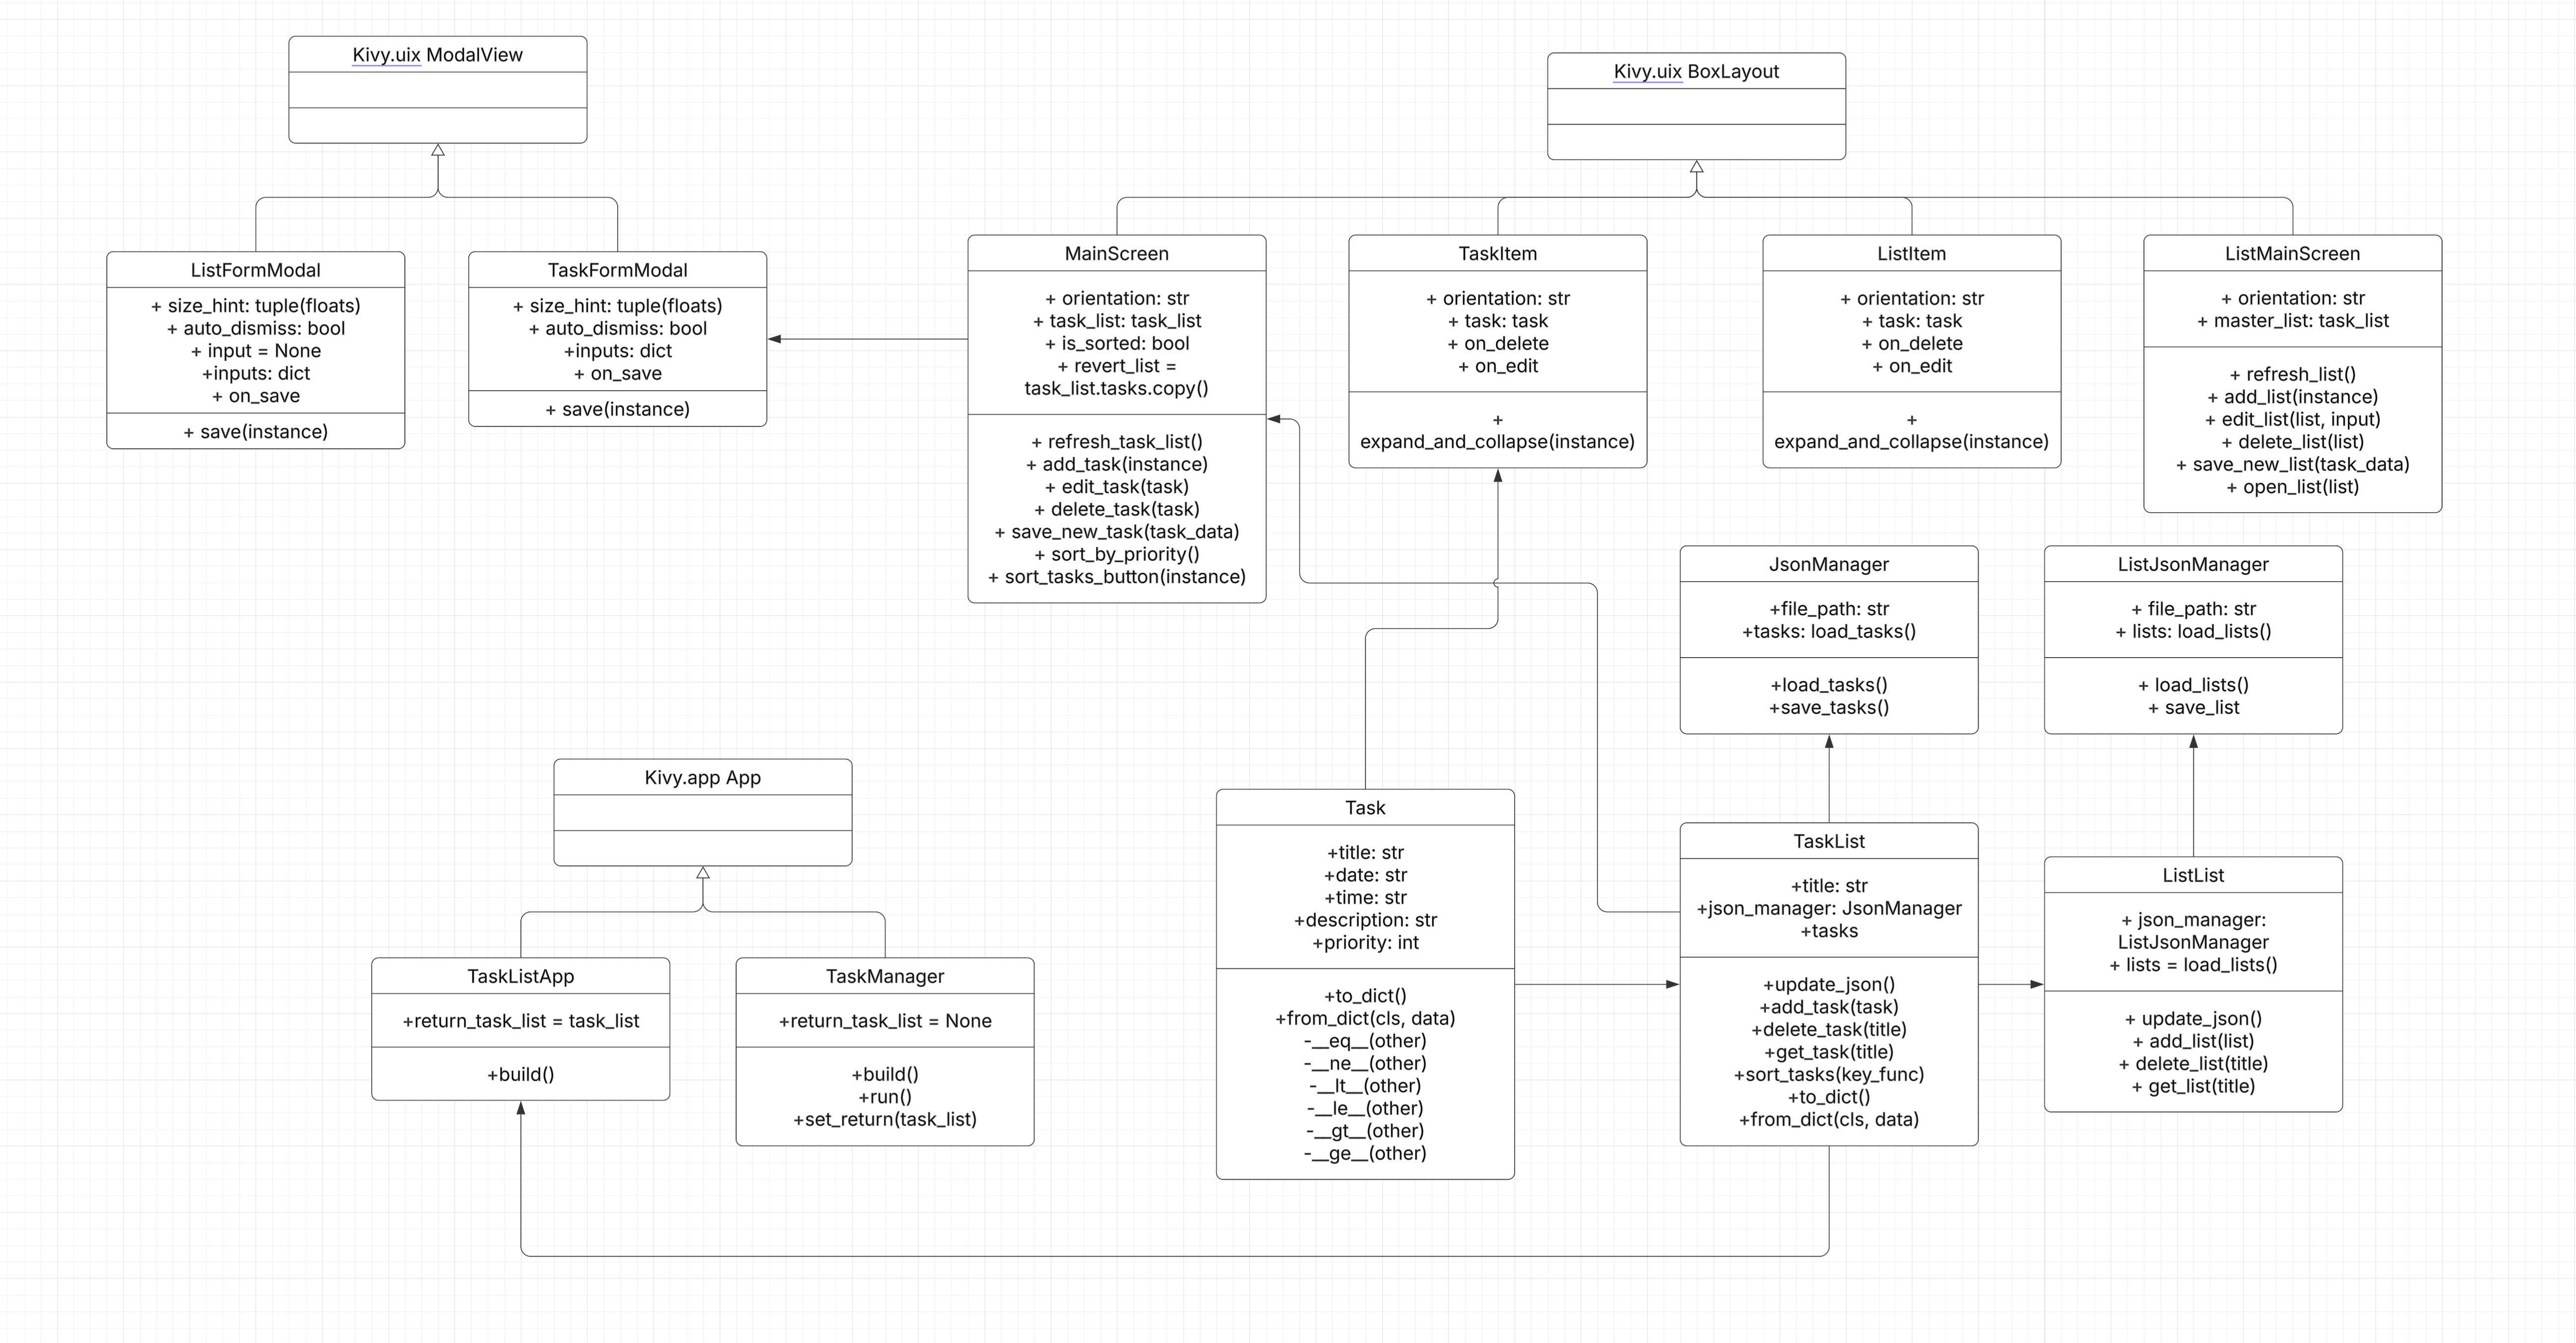 Kivy.uix ModalView
Kivy.uix BoxLayout
ListFormModal
+ size_hint: tuple(floats)
+ auto_dismiss: bool
+ input = None
+inputs: dict
+ on_save
+ save(instance)
TaskFormModal
+ size_hint: tuple(floats)
+ auto_dismiss: bool
+inputs: dict
+ on_save
+ save(instance)
MainScreen
+ orientation: str
+ task_list: task_list
+ is_sorted: bool
+ revert_list =
task_list.tasks.copy()
+ refresh_task_list()
+ add_task(instance)
+ edit_task(task)
+ delete_task(task)
+ save_new_task(task_data)
+ sort_by_priority()
+ sort_tasks_button(instance)
TaskItem
+ orientation: str
+ task: task
+ on_delete
+ on_edit
+
expand_and_collapse(instance)
ListItem
+ orientation: str
+ task: task
+ on_delete
+ on_edit
+
expand_and_collapse(instance)
ListMainScreen
+ orientation: str
+ master_list: task_list
+ refresh_list()
+ add_list(instance)
+ edit_list(list, input)
+ delete_list(list)
+ save_new_list(task_data)
+ open_list(list)
JsonManager
+file_path: str
+tasks: load_tasks()
+load_tasks()
+save_tasks()
ListJsonManager
+ file_path: str
+ lists: load_lists()
+ load_lists()
+ save_list
Kivy.app App
TaskListApp
+return_task_list = task_list
+build()
TaskManager
+return_task_list = None
+build()
+run()
+set_return(task_list)
Task
+title: str
+date: str
+time: str
+description: str
+priority: int
+to_dict()
+from_dict(cls, data)
-__eq__(other)
-__ne__(other)
-__lt__(other)
-__le__(other)
-__gt__(other)
-__ge__(other)
TaskList
+title: str
+json_manager: JsonManager
+tasks
+update_json()
+add_task(task)
+delete_task(title)
+get_task(title)
+sort_tasks(key_func)
+to_dict()
+from_dict(cls, data)
ListList
+ json_manager:
ListJsonManager
+ lists = load_lists()
+ update_json()
+ add_list(list)
+ delete_list(title)
+ get_list(title)